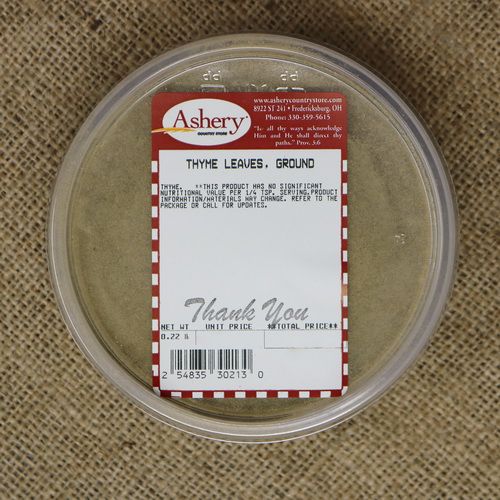 Ashery
COUNTRY STORE
www.asherycountrystore.com
8922 ST 241 • Fredericksburg, OH
Phone: 330-359-5615
"In all thy ways acknowledge
Him and He shall direct thy
paths." Prov. 3:6
THYME LEAVES, GROUND
THYME. **THIS PRODUCT HAS NO SIGNIFICANT
NUTRITIONAL VALUE PER 1/4 TSP. SERVING.PRODUCT
INFORMATION/MATERIALS MAY CHANGE. REFER TO THE
PACKAGE OR CALL FOR UPDATES.
Thank You
NET WT UNIT PRICE **TOTAL PRICE**
0.22 lb
2 54835 30213 0